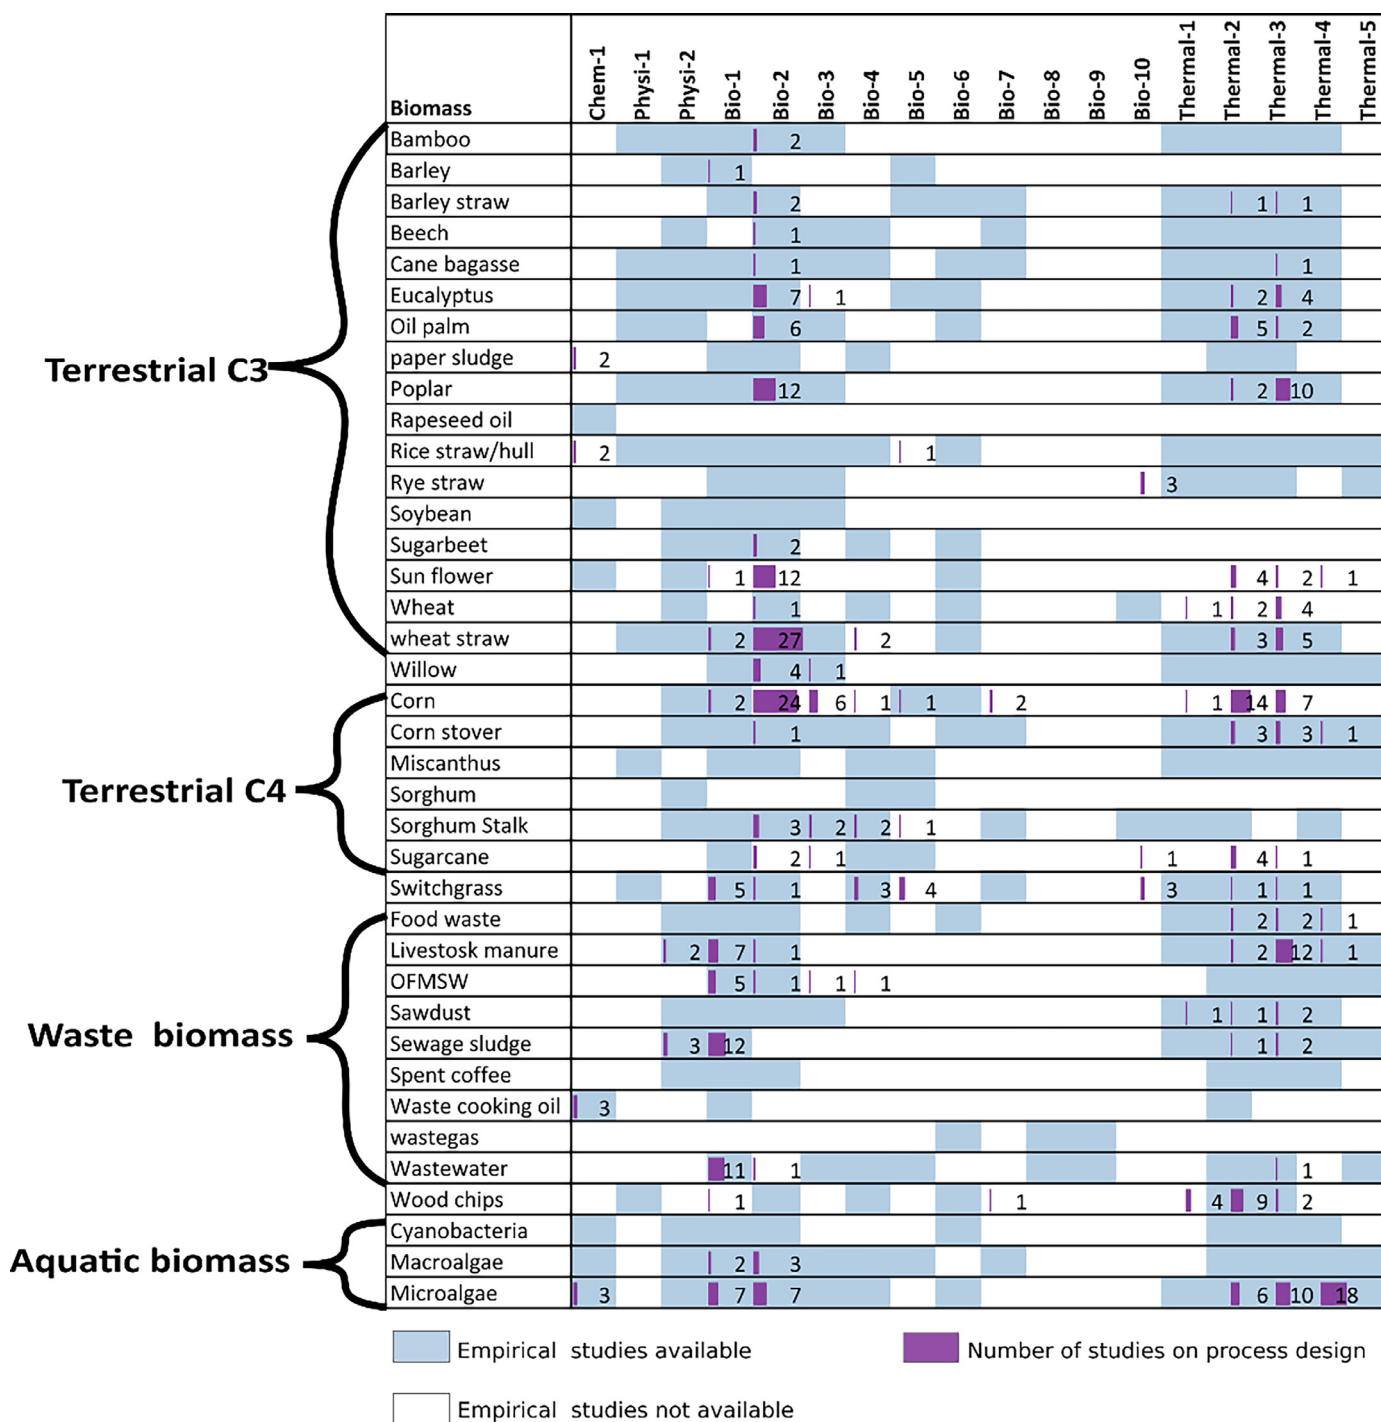 Biomass Chem-1 Physi-1 Physi-2 Bio-1 Bio-2 Bio-3 Bio-4 Bio-5 Bio-6 Bio-7 Bio-8 Bio-9 Bio-10 Thermal-1 Thermal-2 Thermal-3 Thermal-4 Thermal-5
Bamboo 2
Barley 1
Barley straw 2 1 1
Beech 1
Cane bagasse 1 1
Eucalyptus 7 1 2 4
Oil palm 6 5 2
Terrestrial C3
paper sludge 2
Poplar 12 2 10
Rapeseed oil
Rice straw/hull 2 1
Rye straw 3
Soybean
Sugarbeet 2
Sun flower 1 12 4 2 1
Wheat 1 1 2 4
wheat straw 2 27 2 3 5
Willow 4 1
Corn 2 24 6 1 1 2 1 14 7
Corn stover 1 3 3 1
Miscanthus
Terrestrial C4
Sorghum
Sorghum Stalk 3 2 2 1
Sugarcane 2 1 1 4 1
Switchgrass 5 1 3 4 3 1 1
Food waste 2 2 1
Livestosk manure 2 7 1 2 12 1
OFMSW 5 1 1 1
Sawdust 1 1 2
Waste biomass
Sewage sludge 3 12 1 2
Spent coffee
Waste cooking oil 3
wastegas
Wastewater 11 1 1
Wood chips 1 1 4 9 2
Cyanobacteria
Aquatic biomass
Macroalgae 2 3
Microalgae 3 7 7 6 10 18
Empirical studies available
Number of studies on process design
Empirical studies not available